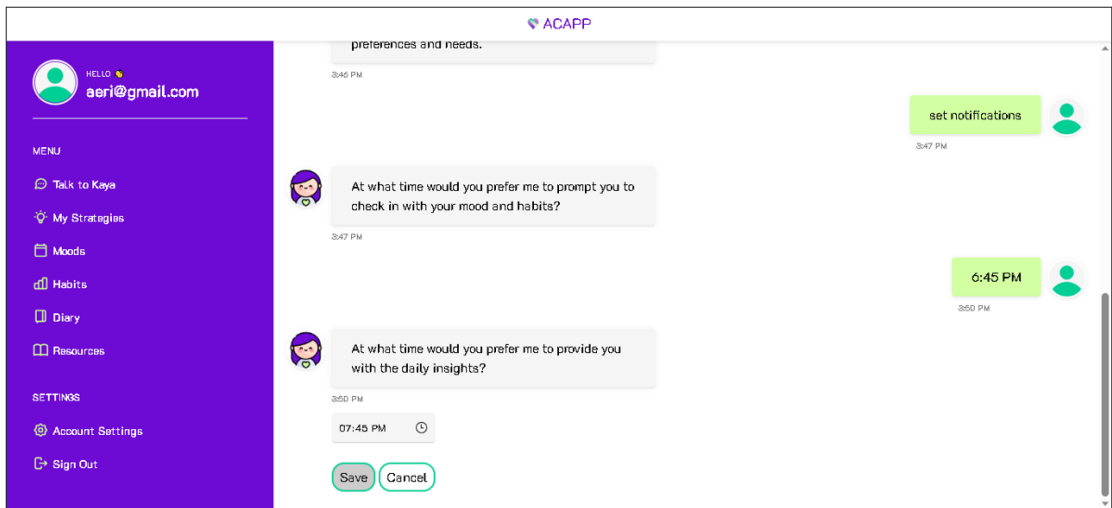 ACAPP
HELLO
aeri@gmail.com
MENU
Talk to Kaya
My Strategies
Moods
Habits
Diary
Resources
SETTINGS
Account Settings
Sign Out
preferences and needs.
3:46 PM
set notifications
3:47 PM
At what time would you prefer me to prompt you to
check in with your mood and habits?
3:47 PM
6:45 PM
3:50 PM
At what time would you prefer me to provide you
with the daily insights?
3:50 PM
07:45 PM
Save
Cancel